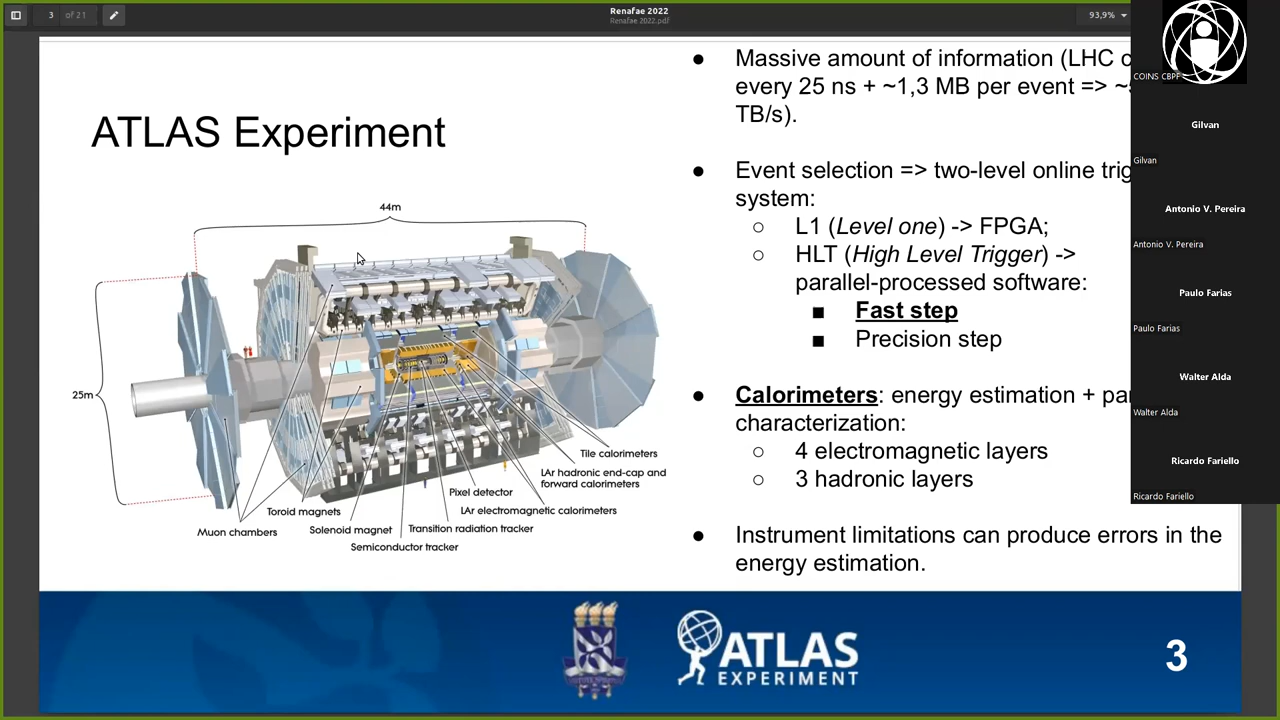 Renafae 2022
Renafae 2022.pdf
3 of 21
93,9%
ATLAS Experiment
44m
25m
Tile calorimeters
LAr hadronic end-cap and
forward calorimeters
Pixel detector
LAr electromagnetic calorimeters
Toroid magnets
Muon chambers
Solenoid magnet
Transition radiation tracker
Semiconductor tracker
Massive amount of information (LHC
every 25 ns + ~1,3 MB per event => 
TB/s).
Event selection => two-level online
system:
L1 (Level one) -> FPGA;
HLT (High Level Trigger) ->
parallel-processed software:
Fast step
Precision step
Calorimeters: energy estimation +
characterization:
4 electromagnetic layers
3 hadronic layers
Instrument limitations can produce errors in the
energy estimation.
COINS CBPF
Gilvan
Gilvan
Antonio V. Pereira
Antonio V. Pereira
Paulo Farias
Paulo Farias
Walter Alda
Walter Alda
Ricardo Fariello
Ricardo Fariello
ATLAS
EXPERIMENT
3